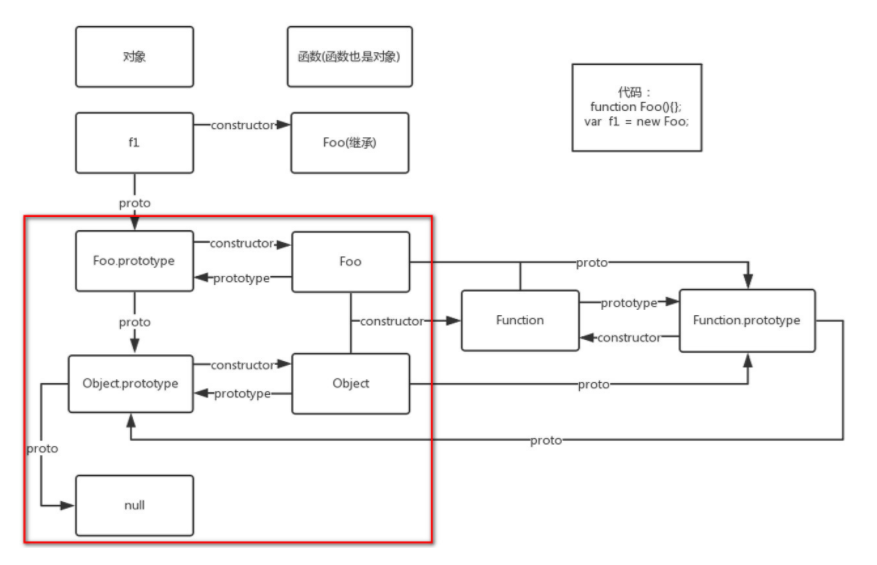 对象
函数(函数也是对象)
代码：
function Foo(){};
var f1 = new Foo;
f1
constructor
Foo(继承)
proto
Foo.prototype
constructor
prototype
Foo
proto
proto
constructor
Function
prototype
constructor
Function.prototype
Object.prototype
constructor
prototype
Object
proto
proto
proto
null